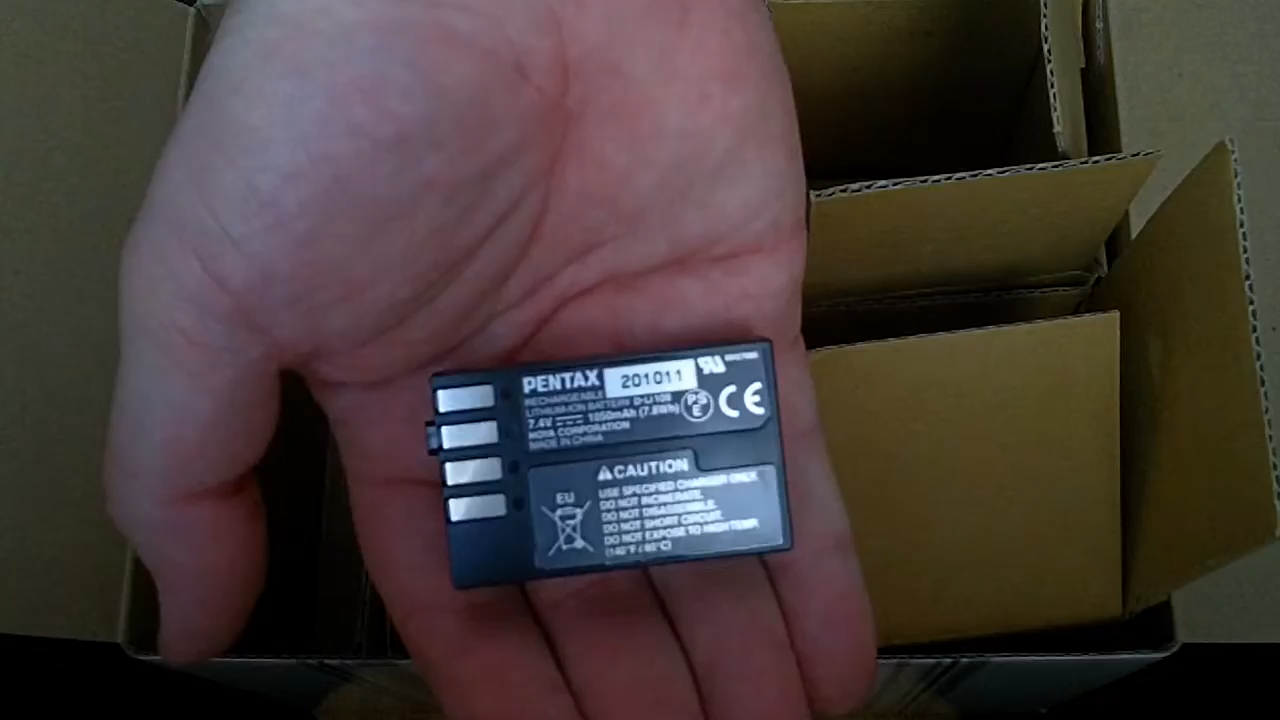 PENTAX 201011
RECHARGEABLE
LITHIUM-ION BATTERY D-LI109
7.4V 1050mAh (7.8Wh)
HOYA CORPORATION
MADE IN CHINA
PS
E
CE
CAUTION
EU
USE SPECIFIED CHARGER ONLY.
DO NOT INCINERATE.
DO NOT DISASSEMBLE.
DO NOT SHORT CIRCUIT.
DO NOT EXPOSE TO HIGH TEMP.
(140°F / 60°C)